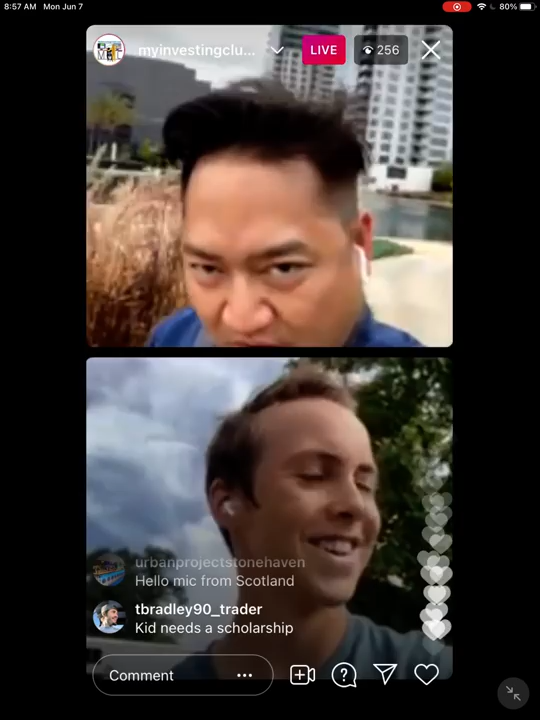 8:57 AM Mon Jun 7
80%
myinvestingclu...
LIVE
256
urbanprojectstonehaven
Hello mic from Scotland
tbradley90_trader
Kid needs a scholarship
Comment